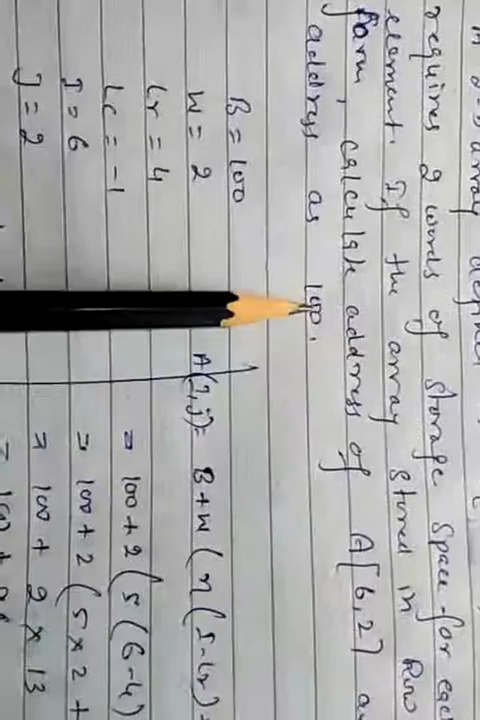 requires 2 words of storage space for
element. If the array stored in Row
farm, calculate address of A[6,2]
address as 100.
B = 100
W = 2
Lr = 4
Lc = -1
I = 6
J = 2
A(I,J) = B + W ( n ( I - Lr )
= 100 + 2 ( 5 ( 6 - 4 )
= 100 + 2 ( 5 x 2 +
= 100 + 2 x 13